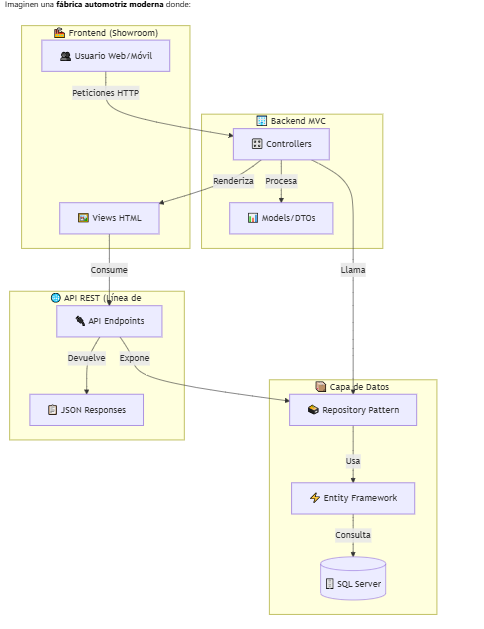 Imaginen una fábrica automotriz moderna donde:
Frontend (Showroom)
Usuario Web/Móvil
Peticiones HTTP
Backend MVC
Controllers
Renderiza
Procesa
Views HTML
Models/DTOs
Consume
Llama
API REST (Línea de
API Endpoints
Devuelve
Expone
Capa de Datos
JSON Responses
Repository Pattern
Usa
Entity Framework
Consulta
SQL Server